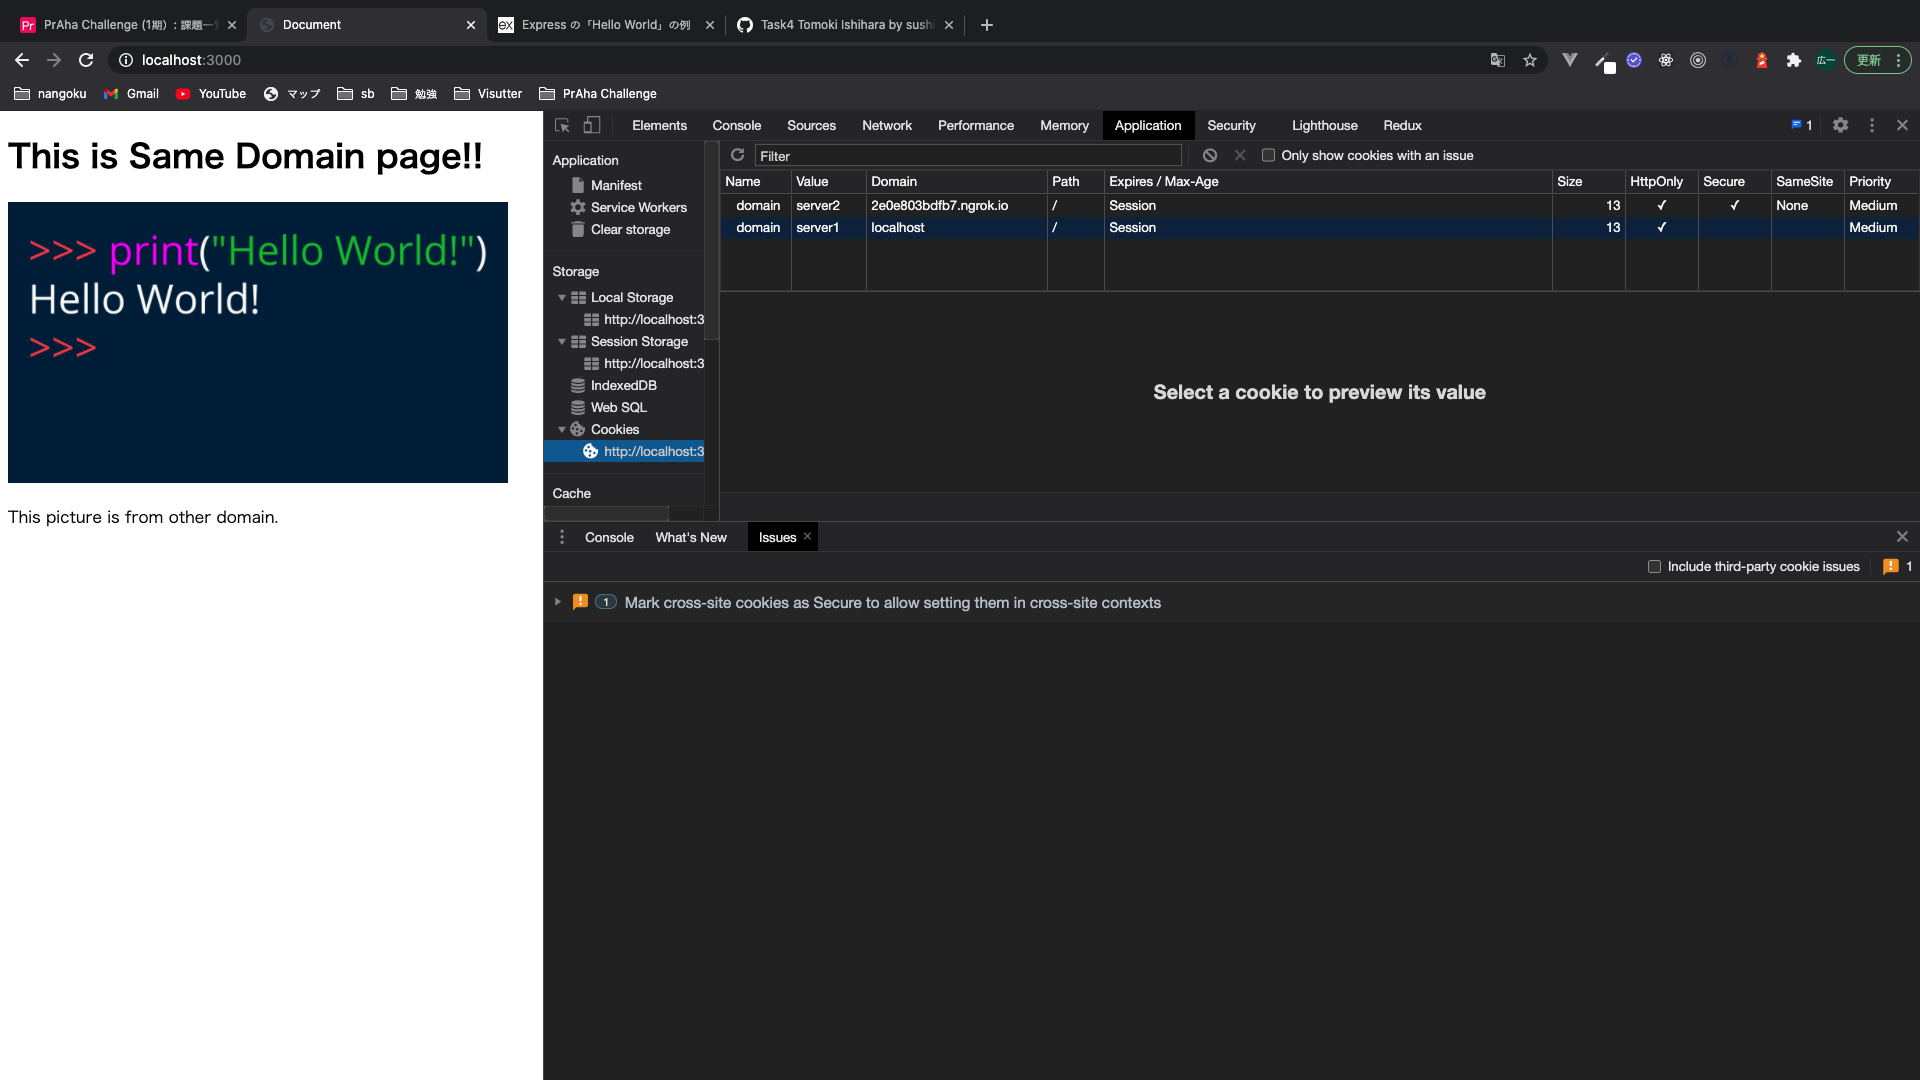 PrAha Challenge (1期) : 課題一
Document
Express の「Hello World」の例
Task4 Tomoki Ishihara by sushi
localhost:3000
広一
更新
nangoku
Gmail
YouTube
マップ
sb
勉強
Visutter
PrAha Challenge
This is Same Domain page!!
>>> print("Hello World!")
Hello World!
>>>
This picture is from other domain.
Elements Console Sources Network Performance Memory Application Security Lighthouse Redux 1
Application
Manifest
Service Workers
Clear storage
Storage
Local Storage
http://localhost:3
Session Storage
http://localhost:3
IndexedDB
Web SQL
Cookies
http://localhost:3
Cache
Filter
Only show cookies with an issue
Name Value Domain Path Expires / Max-Age Size HttpOnly Secure SameSite Priority
domain server2 2e0e803bdfb7.ngrok.io / Session 13 ✓ ✓ None Medium
domain server1 localhost / Session 13 ✓ Medium
Select a cookie to preview its value
Console What's New Issues
Include third-party cookie issues 1
1 Mark cross-site cookies as Secure to allow setting them in cross-site contexts